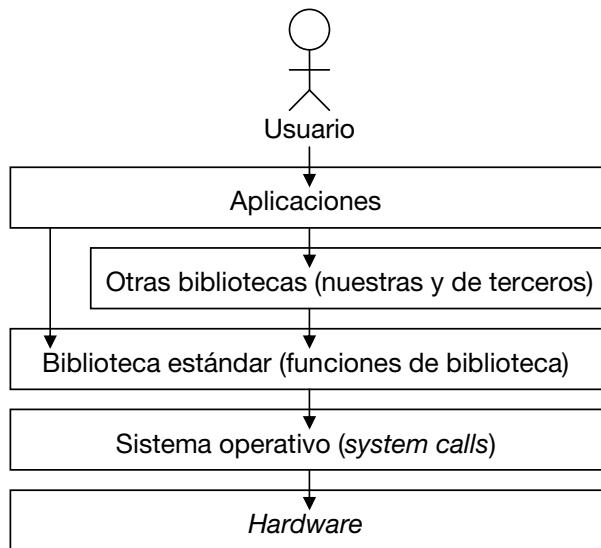 Usuario
Aplicaciones
Otras bibliotecas (nuestras y de terceros)
Biblioteca estándar (funciones de biblioteca)
Sistema operativo (system calls)
Hardware